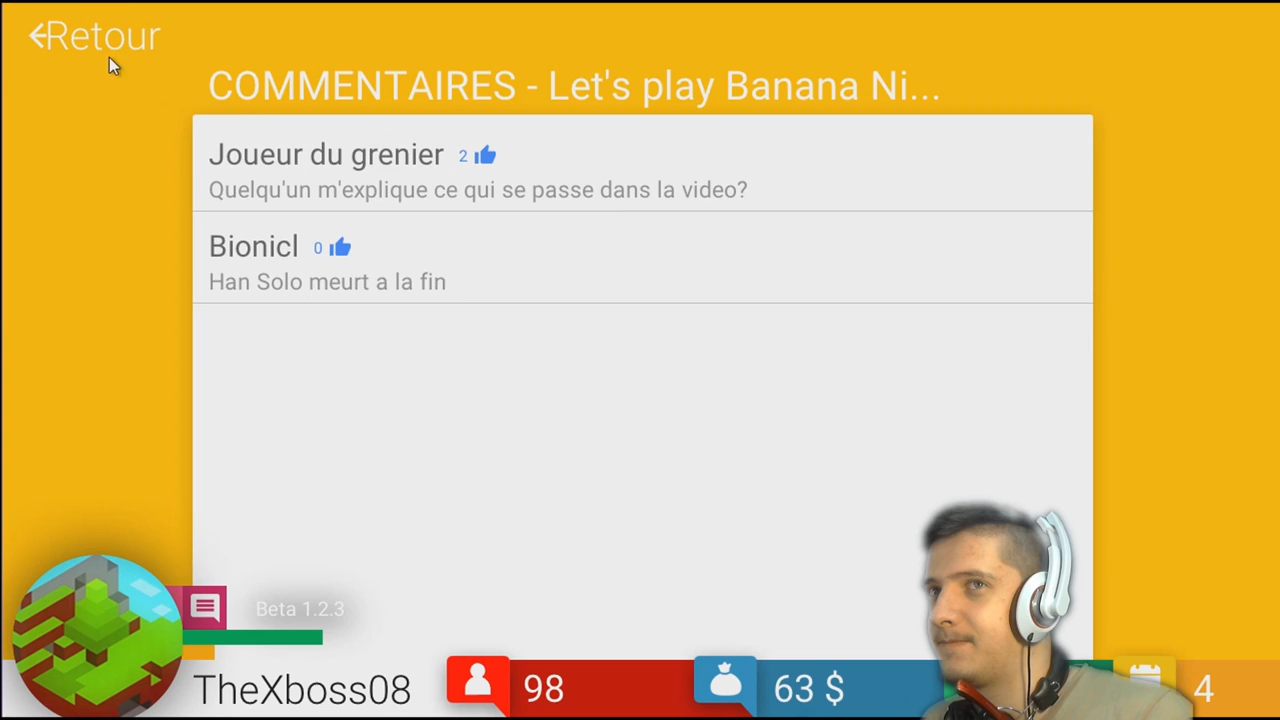 Retour
COMMENTAIRES - Let's play Banana Ni...
Joueur du grenier 2
Quelqu'un m'explique ce qui se passe dans la video?
Bionicl 0
Han Solo meurt a la fin
Beta 1.2.3
TheXboss08 98 63 $ 4